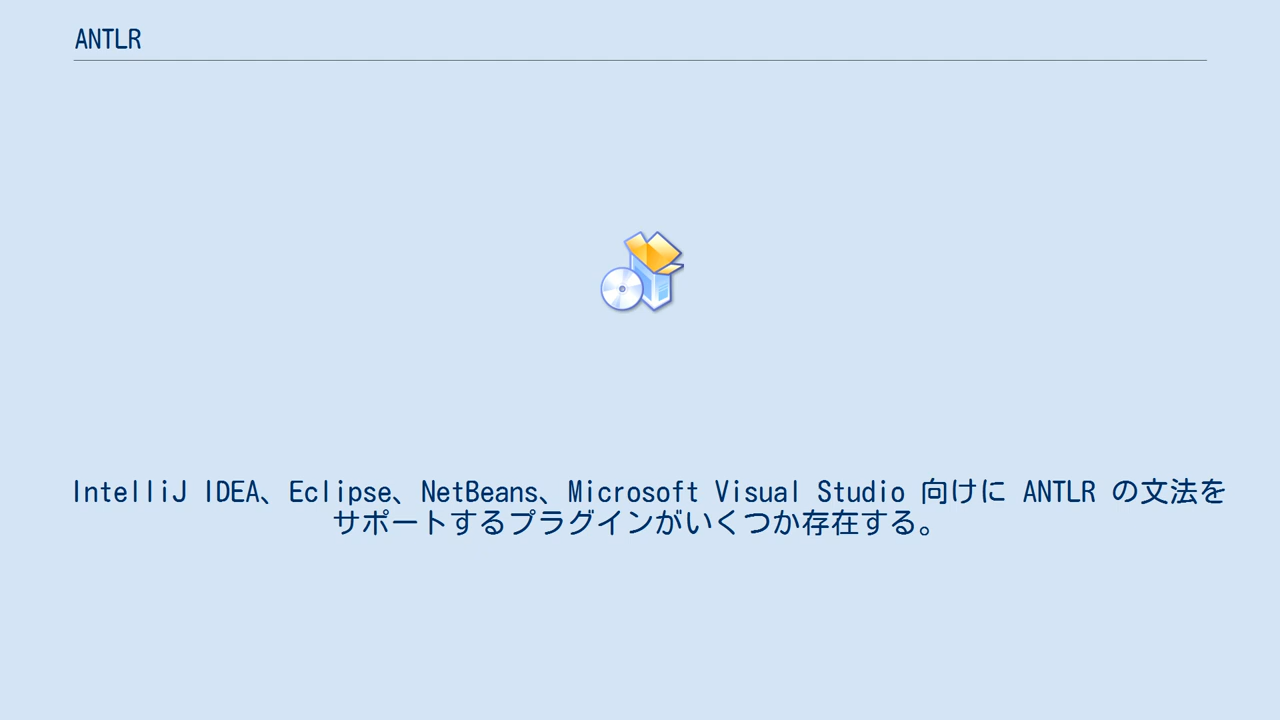 ANTLR
IntelliJ IDEA、Eclipse、NetBeans、Microsoft Visual Studio 向けに ANTLR の文法を
サポートするプラグインがいくつか存在する。